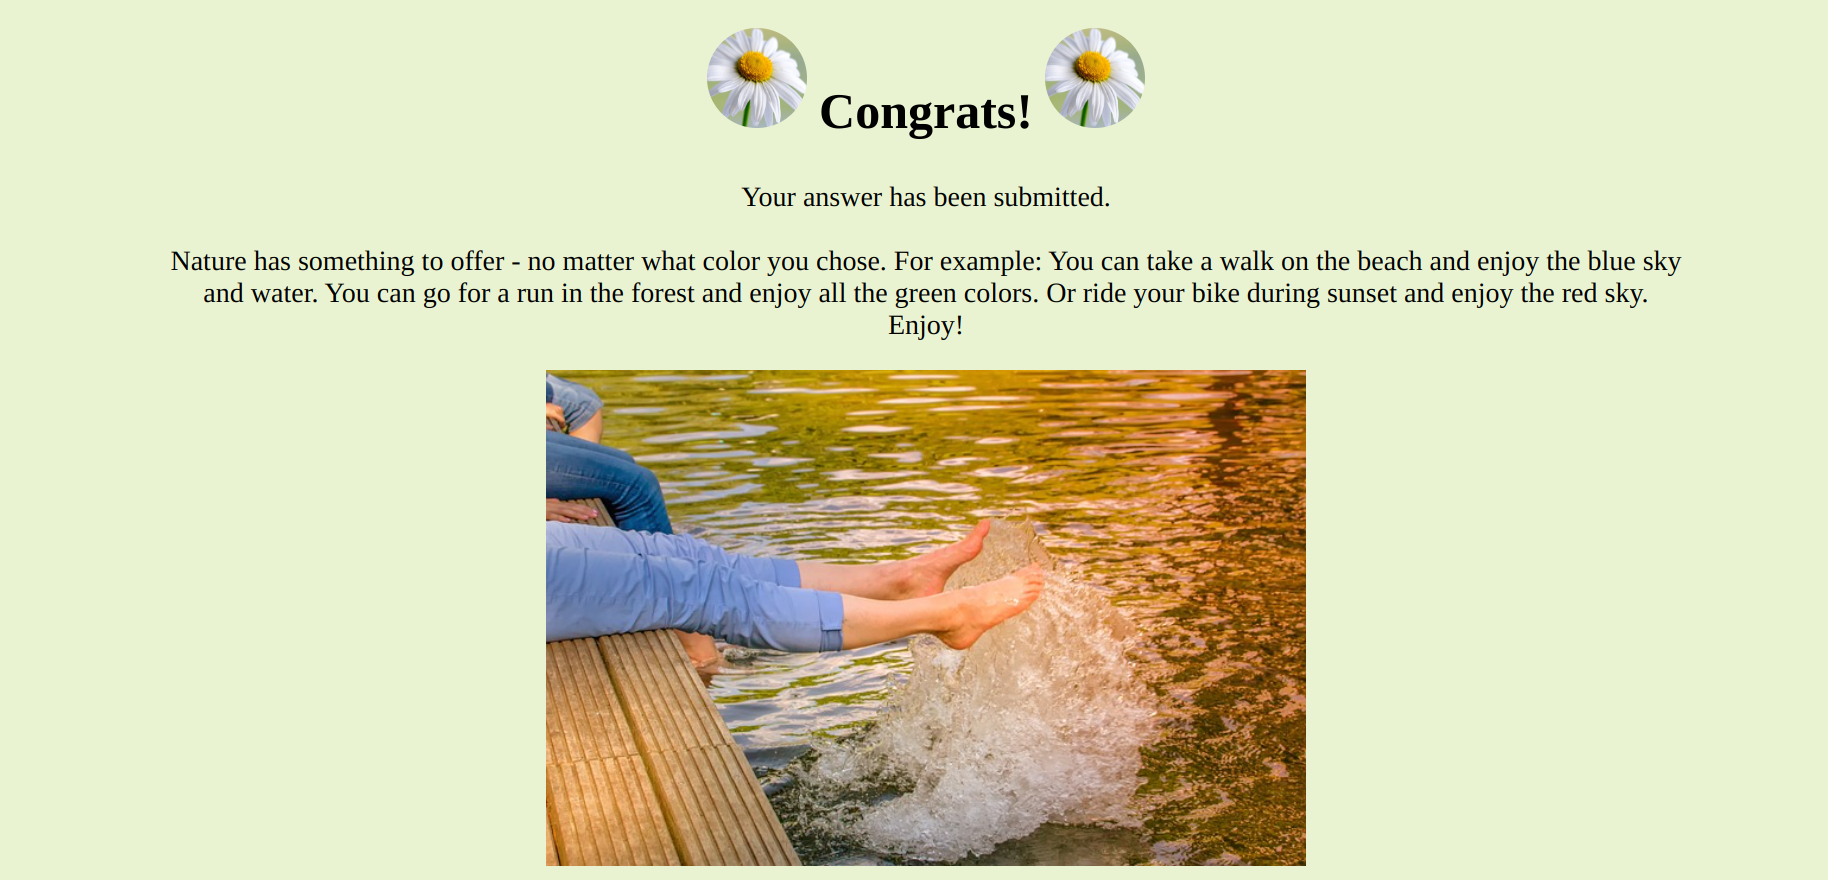 Congrats!
Your answer has been submitted.
Nature has something to offer - no matter what color you chose. For example: You can take a walk on the beach and enjoy the blue sky
and water. You can go for a run in the forest and enjoy all the green colors. Or ride your bike during sunset and enjoy the red sky.
Enjoy!